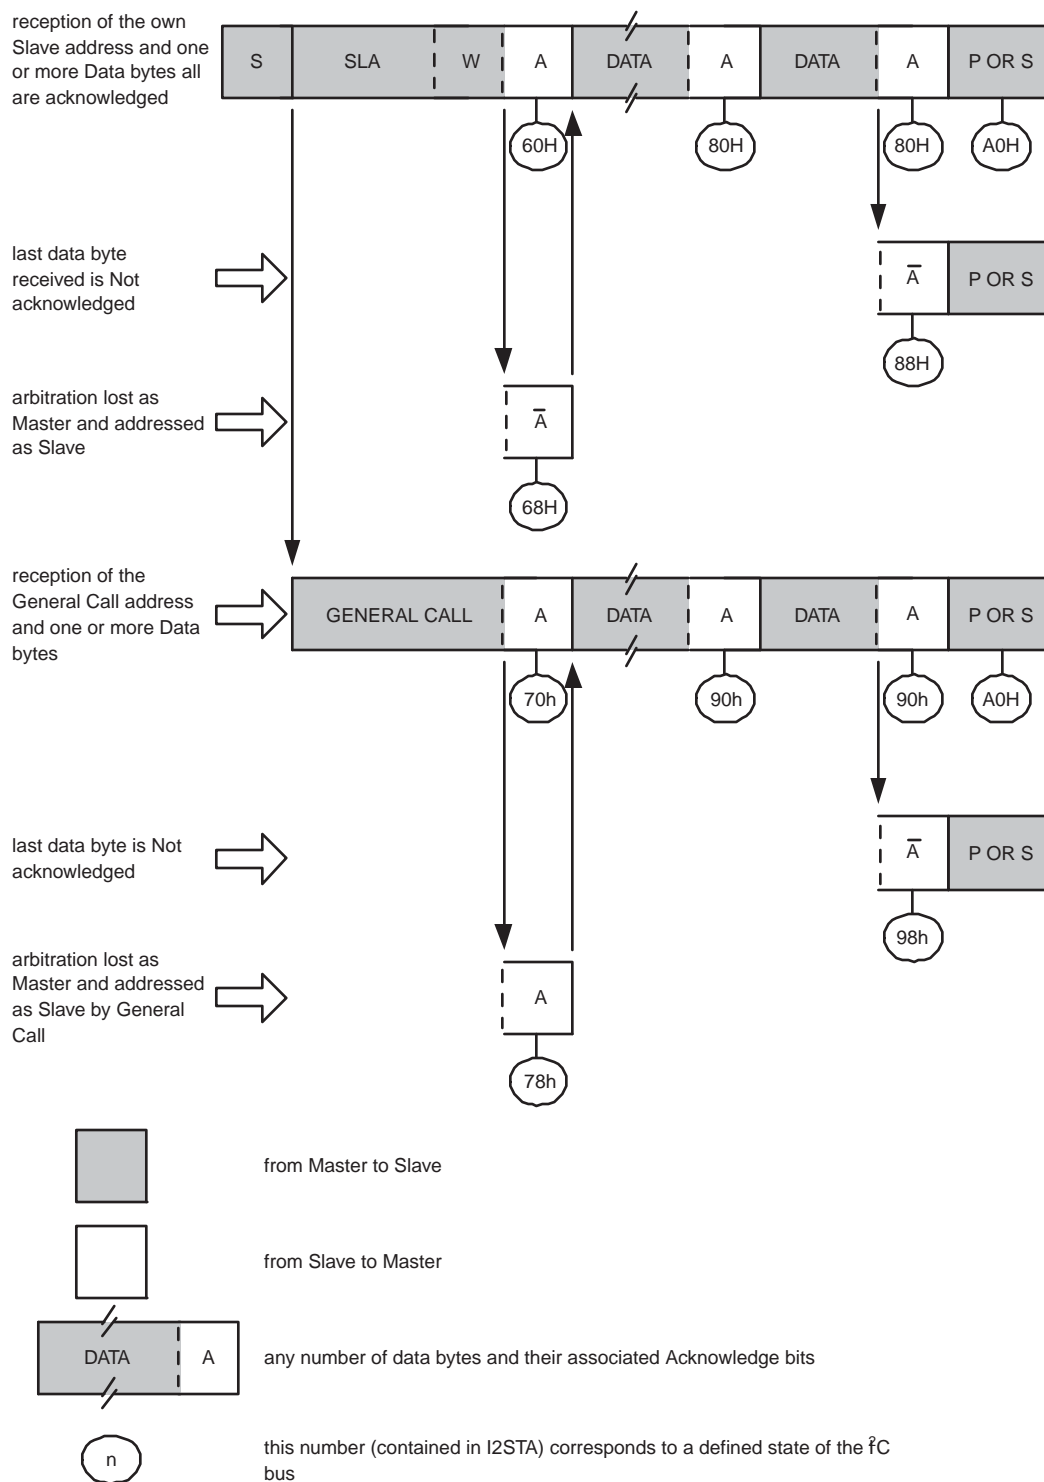 reception of the own
Slave address and one
or more Data bytes all
are acknowledged
S SLA W A DATA A DATA A P OR S
60H 80H 80H A0H
last data byte
received is Not
acknowledged
A̅ P OR S
88H
arbitration lost as
Master and addressed
as Slave
A̅
68H
reception of the
General Call address
and one or more Data
bytes
GENERAL CALL A DATA A DATA A P OR S
70h 90h 90h A0H
last data byte is Not
acknowledged
A̅ P OR S
98h
arbitration lost as
Master and addressed
as Slave by General
Call
A
78h
from Master to Slave
from Slave to Master
DATA A any number of data bytes and their associated Acknowledge bits
n this number (contained in I2STA) corresponds to a defined state of the I²C
bus